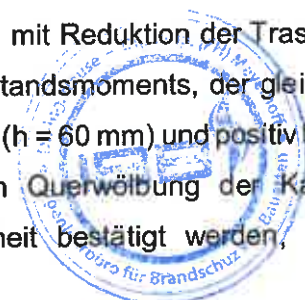 mit Reduktion der Tras
standsmoments, der glei
(h = 60 mm) und positivi
n Querwölbung der Ka
heit bestätigt werden,
büro für Brandschutz